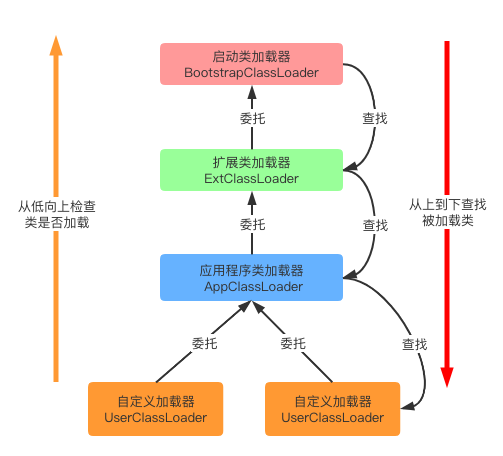 启动类加载器
BootstrapClassLoader
委托
查找
扩展类加载器
ExtClassLoader
从低向上检查
类是否加载
从上到下查找
被加载类
委托
查找
应用程序类加载器
AppClassLoader
委托
委托
查找
自定义加载器
UserClassLoader
自定义加载器
UserClassLoader